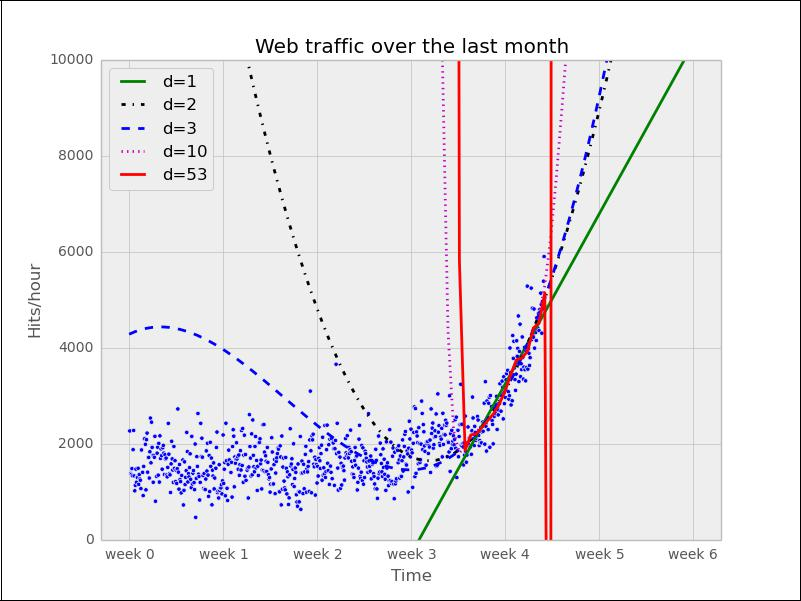 Web traffic over the last month
10000
8000
6000
4000
2000
0
Hits/hour
d=1
d=2
d=3
d=10
d=53
week 0 week 1 week 2 week 3 week 4 week 5 week 6
Time